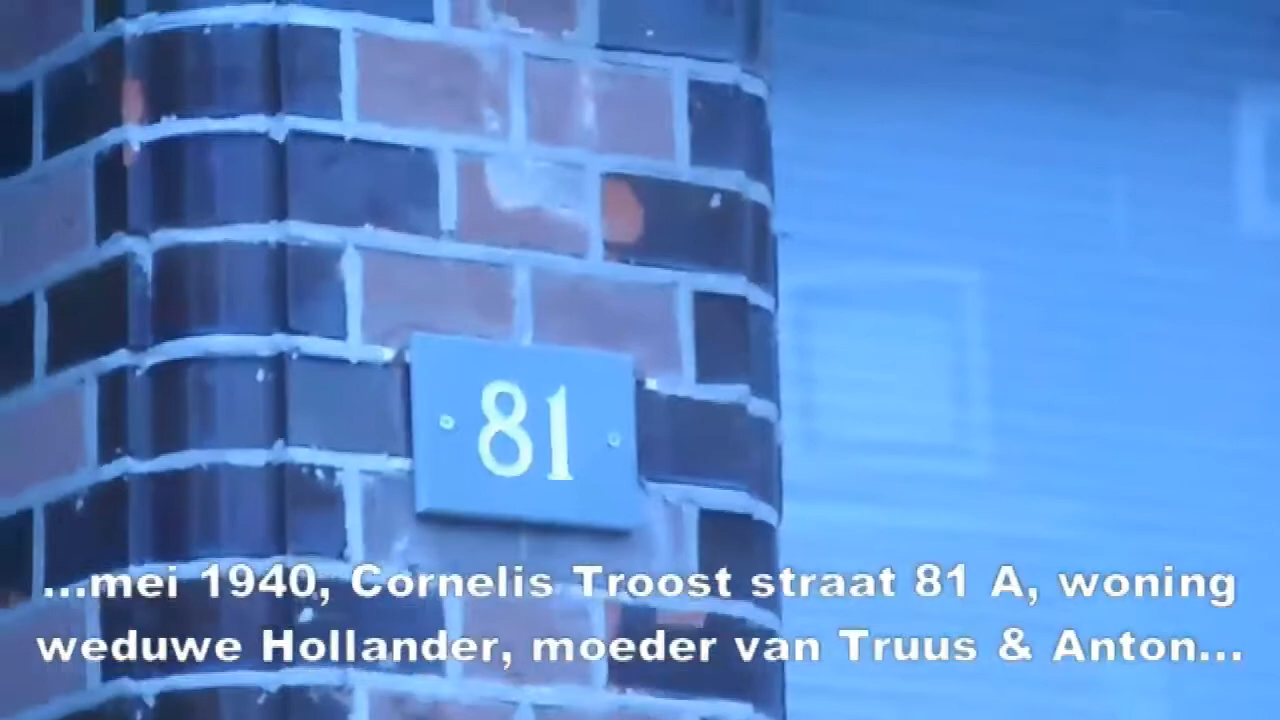 81
...mei 1940, Cornelis Troost straat 81 A, woning
weduwe Hollander, moeder van Truus & Anton...